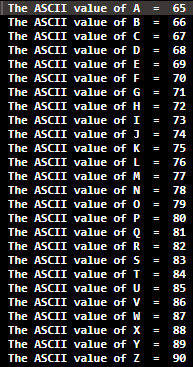 The ASCII value of A  =  65
The ASCII value of B  =  66
The ASCII value of C  =  67
The ASCII value of D  =  68
The ASCII value of E  =  69
The ASCII value of F  =  70
The ASCII value of G  =  71
The ASCII value of H  =  72
The ASCII value of I  =  73
The ASCII value of J  =  74
The ASCII value of K  =  75
The ASCII value of L  =  76
The ASCII value of M  =  77
The ASCII value of N  =  78
The ASCII value of O  =  79
The ASCII value of P  =  80
The ASCII value of Q  =  81
The ASCII value of R  =  82
The ASCII value of S  =  83
The ASCII value of T  =  84
The ASCII value of U  =  85
The ASCII value of V  =  86
The ASCII value of W  =  87
The ASCII value of X  =  88
The ASCII value of Y  =  89
The ASCII value of Z  =  90